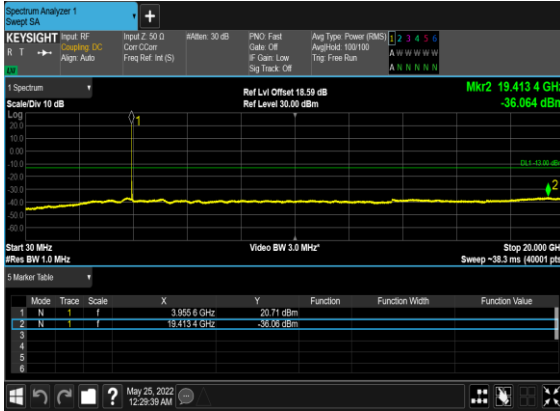 Spectrum Analyzer 1
Swept SA
+
KEYSIGHT Input: RF Input Z: 50 Ω #Atten: 30 dB PNO: Fast Avg Type: Power (RMS) 1 2 3 4 5 6
R T Coupling: DC Corr CCorr Gate: Off Avg|Hold: 100/100 A W W W W W
Align: Auto Freq Ref: Int (S) IF Gain: Low Trig: Free Run
Sig Track: Off A N N N N N
1 Spectrum Ref Lvl Offset 18.59 dB Mkr2 19.413 4 GHz
Scale/Div 10 dB Ref Level 30.00 dBm -36.064 dBm
Log
20.0
10.0
0.00
-10.0
-20.0
-30.0
-40.0
-50.0
-60.0
1
DL1 -13.00 dBm
2
Start 30 MHz Video BW 3.0 MHz* Stop 20.000 GH
#Res BW 1.0 MHz Sweep ~38.3 ms (40001 pts
5 Marker Table
Mode Trace Scale X Y Function Function Width Function Value
1 N 1 f 3.955 6 GHz 20.71 dBm
2 N 1 f 19.413 4 GHz -36.06 dBm
3
4
5
6
? May 25, 2022
12:29:39 AM